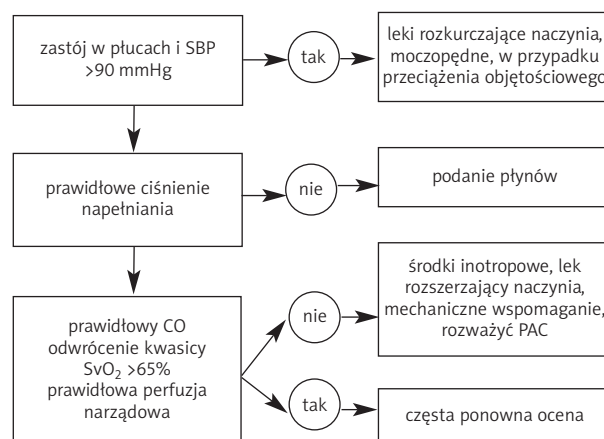 zastój w płucach i SBP
>90 mmHg
tak
leki rozkurczające naczynia,
moczopędne, w przypadku
przeciążenia objętościowego
prawidłowe ciśnienie
napełniania
nie
podanie płynów
prawidłowy CO
odwrócenie kwasicy
SvO₂ >65%
prawidłowa perfuzja
narządowa
nie
środki inotropowe, lek
rozszerzający naczynia,
mechaniczne wspomaganie,
rozważyć PAC
tak
częsta ponowna ocena